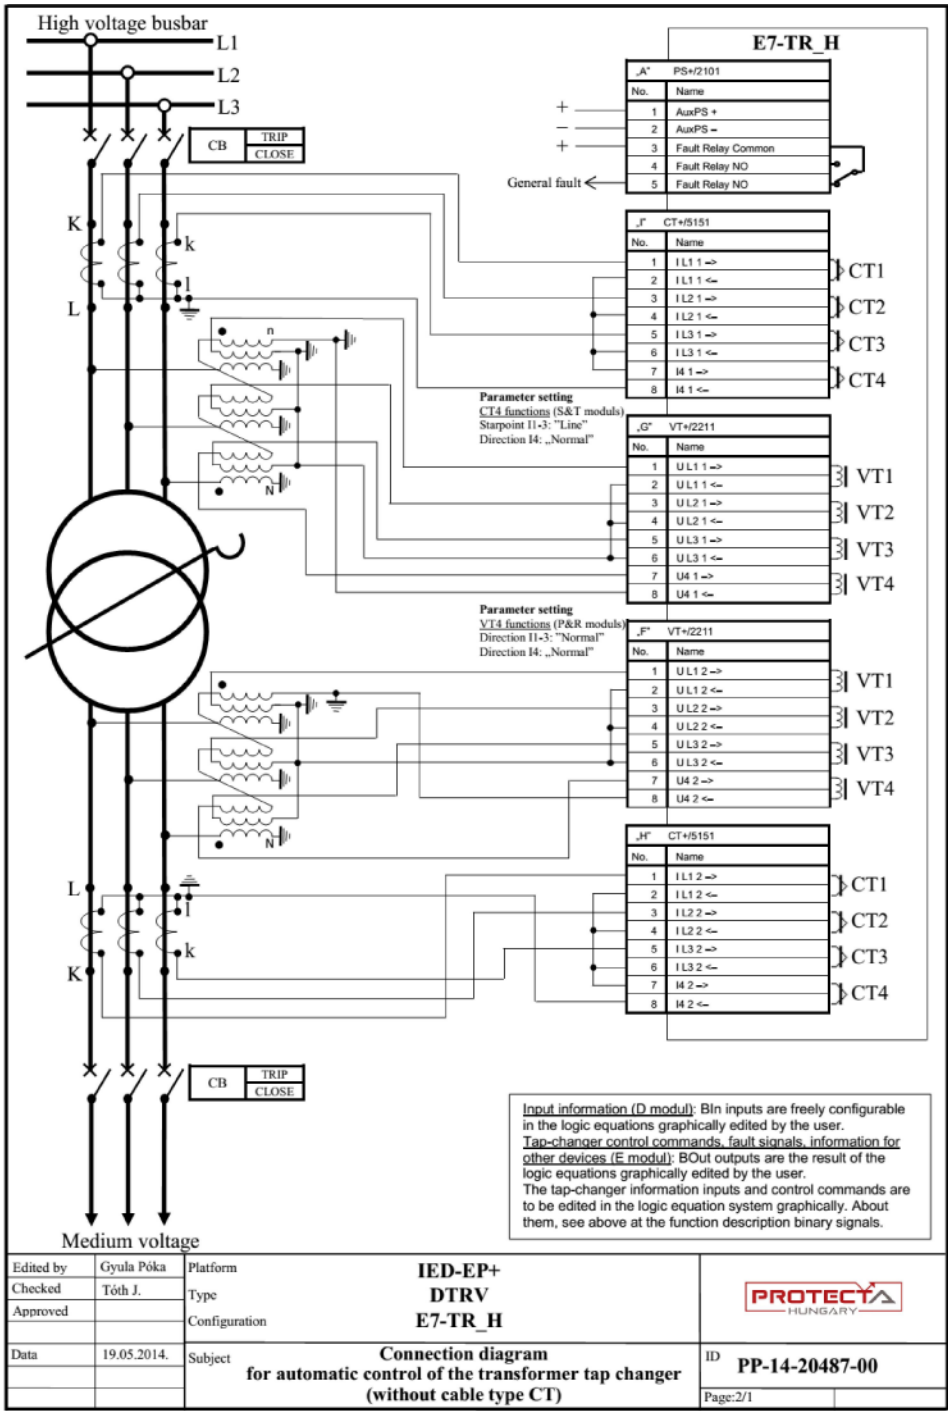 High voltage busbar
L1
L2
L3
CB
TRIP
CLOSE
K
k
l
L
n
N
E7-TR_H
„A" PS+/2101
No. Name
+ 1 AuxPS +
– 2 AuxPS –
+ 3 Fault Relay Common
4 Fault Relay NO
General fault 5 Fault Relay NO
„I" CT+/5151
No. Name
1 I L1 1 –>
2 I L1 1 <–
3 I L2 1 –>
4 I L2 1 <–
5 I L3 1 –>
6 I L3 1 <–
7 I4 1 –>
8 I4 1 <–
CT1
CT2
CT3
CT4
Parameter setting
CT4 functions (S&T moduls)
Starpoint I1-3: "Line"
Direction I4: „Normal"
„G" VT+/2211
No. Name
1 U L1 1 –>
2 U L1 1 <–
3 U L2 1 –>
4 U L2 1 <–
5 U L3 1 –>
6 U L3 1 <–
7 U4 1 –>
8 U4 1 <–
VT1
VT2
VT3
VT4
Parameter setting
VT4 functions (P&R moduls)
Direction I1-3: "Normal"
Direction I4: „Normal"
„F" VT+/2211
No. Name
1 U L1 2 –>
2 U L1 2 <–
3 U L2 2 –>
4 U L2 2 <–
5 U L3 2 –>
6 U L3 2 <–
7 U4 2 –>
8 U4 2 <–
VT1
VT2
VT3
VT4
N
„H" CT+/5151
No. Name
1 I L1 2 –>
2 I L1 2 <–
3 I L2 2 –>
4 I L2 2 <–
5 I L3 2 –>
6 I L3 2 <–
7 I4 2 –>
8 I4 2 <–
CT1
CT2
CT3
CT4
L
l
k
K
CB
TRIP
CLOSE
Medium voltage
Input information (D modul): BIn inputs are freely configurable
in the logic equations graphically edited by the user.
Tap-changer control commands, fault signals, information for
other devices (E modul): BOut outputs are the result of the
logic equations graphically edited by the user.
The tap-changer information inputs and control commands are
to be edited in the logic equation system graphically. About
them, see above at the function description binary signals.
Edited by Gyula Póka
Checked Tóth J.
Approved
Data 19.05.2014.
Platform IED-EP+
Type DTRV
Configuration E7-TR_H
Subject Connection diagram
for automatic control of the transformer tap changer
(without cable type CT)
PROTECTA
HUNGARY
ID PP-14-20487-00
Page:2/1